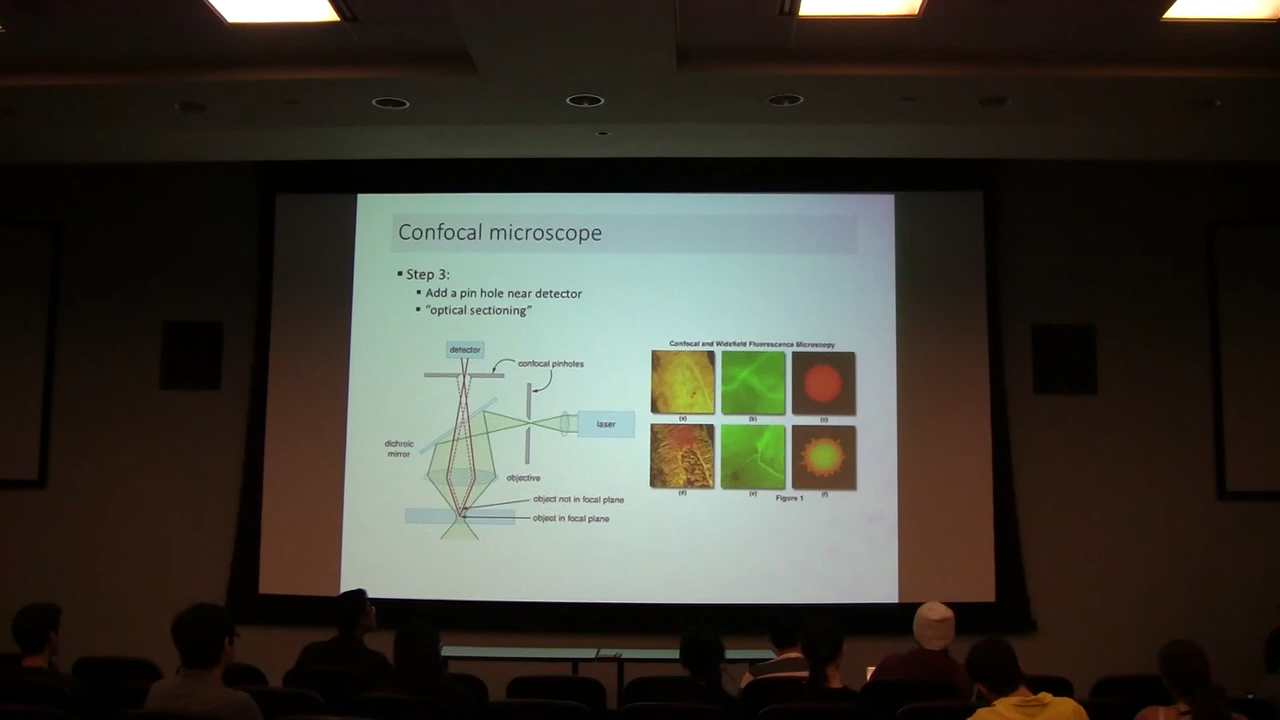 Confocal microscope
▪ Step 3:
▪ Add a pin hole near detector
▪ “optical sectioning”
detector
confocal pinholes
dichroic
mirror
laser
objective
object not in focal plane
object in focal plane
Confocal and Widefield Fluorescence Microscopy
(a) (b) (c)
(d) (e) (f)
Figure 1